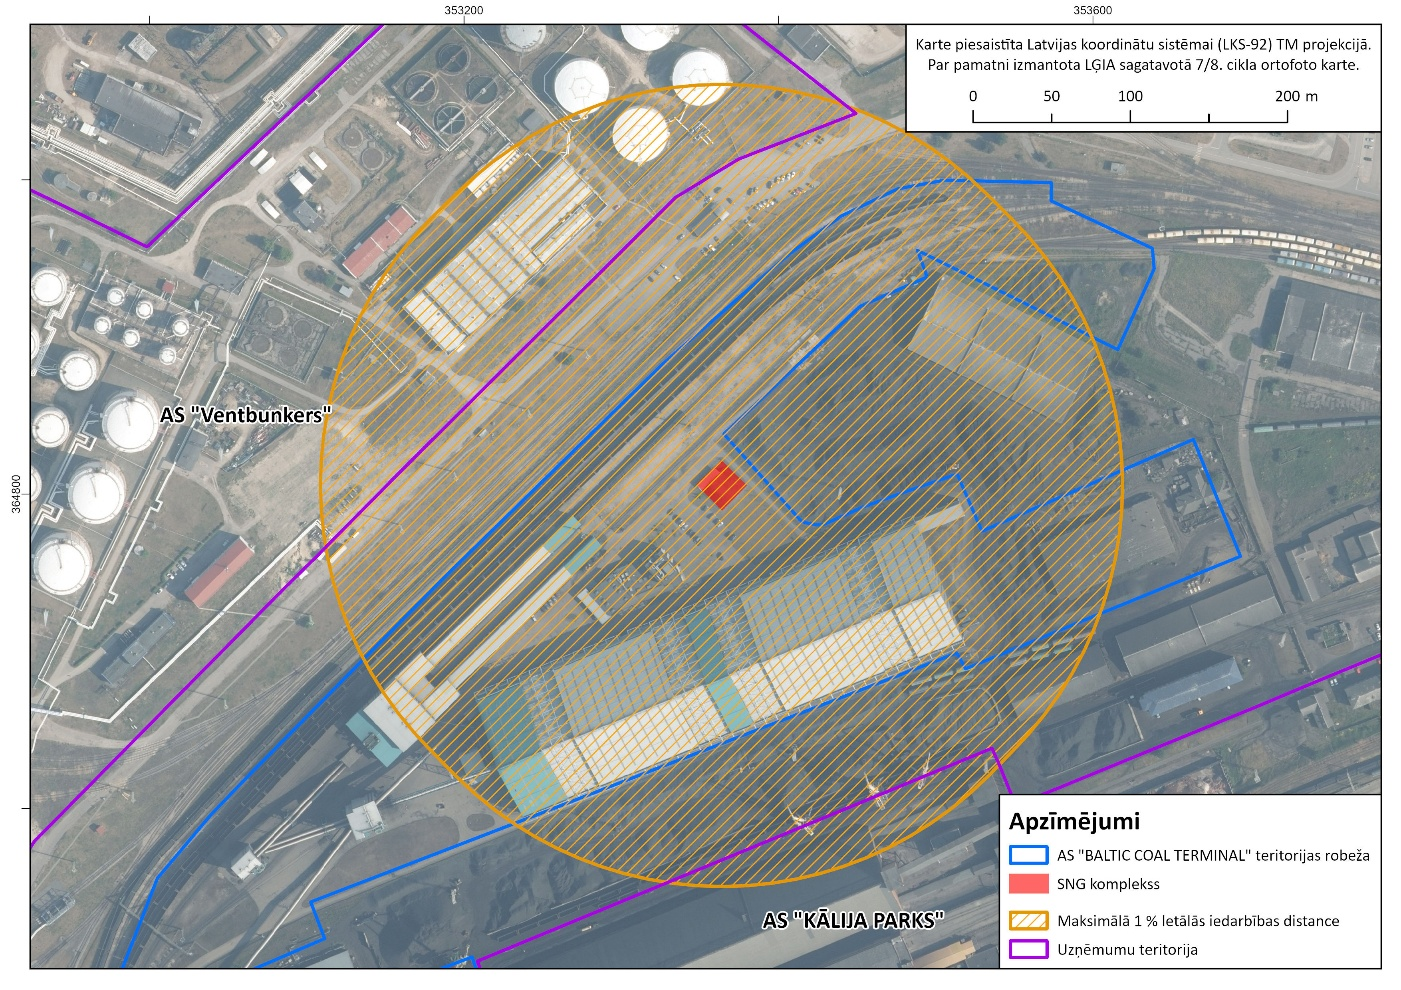 353200
353600
Karte piesaistīta Latvijas koordinātu sistēmai (LKS-92) TM projekcijā.
Par pamatni izmantota LĢIA sagatavotā 7/8. cikla ortofoto karte.
0 50 100 200 m
AS "Ventbunkers"
364800
AS "KĀLIJA PARKS"
Apzīmējumi
AS "BALTIC COAL TERMINAL" teritorijas robeža
SNG komplekss
Maksimālā 1 % letālās iedarbības distance
Uzņēmumu teritorija